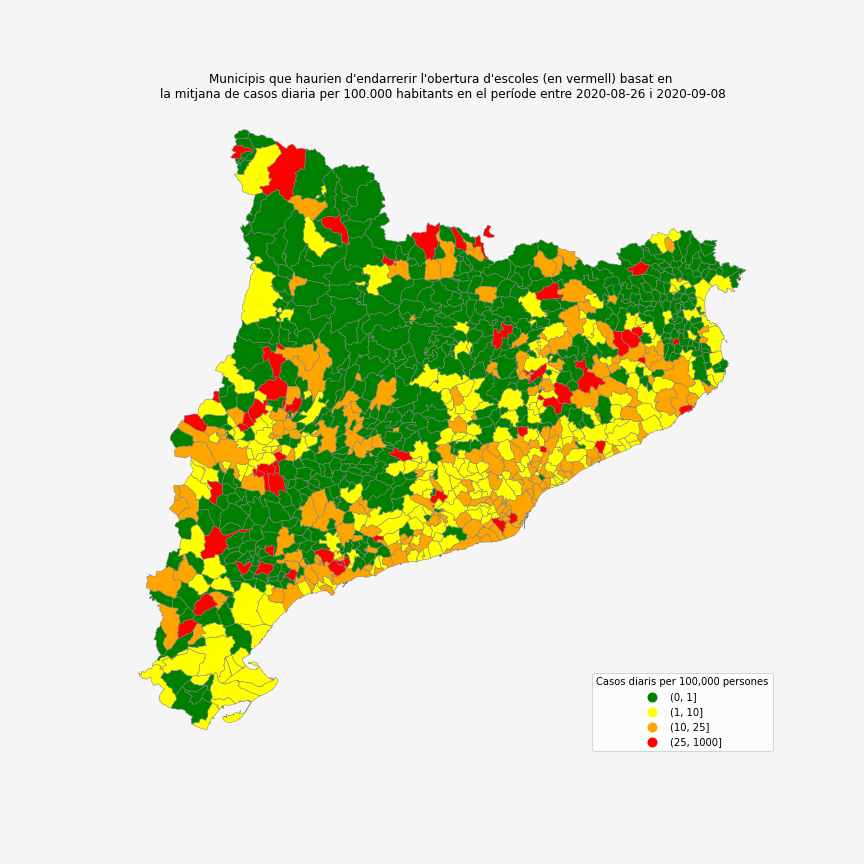 Municipis que haurien d'endarrerir l'obertura d'escoles (en vermell) basat en
la mitjana de casos diaria per 100.000 habitants en el període entre 2020-08-26 i 2020-09-08
Casos diaris per 100,000 persones
(0, 1]
(1, 10]
(10, 25]
(25, 1000]